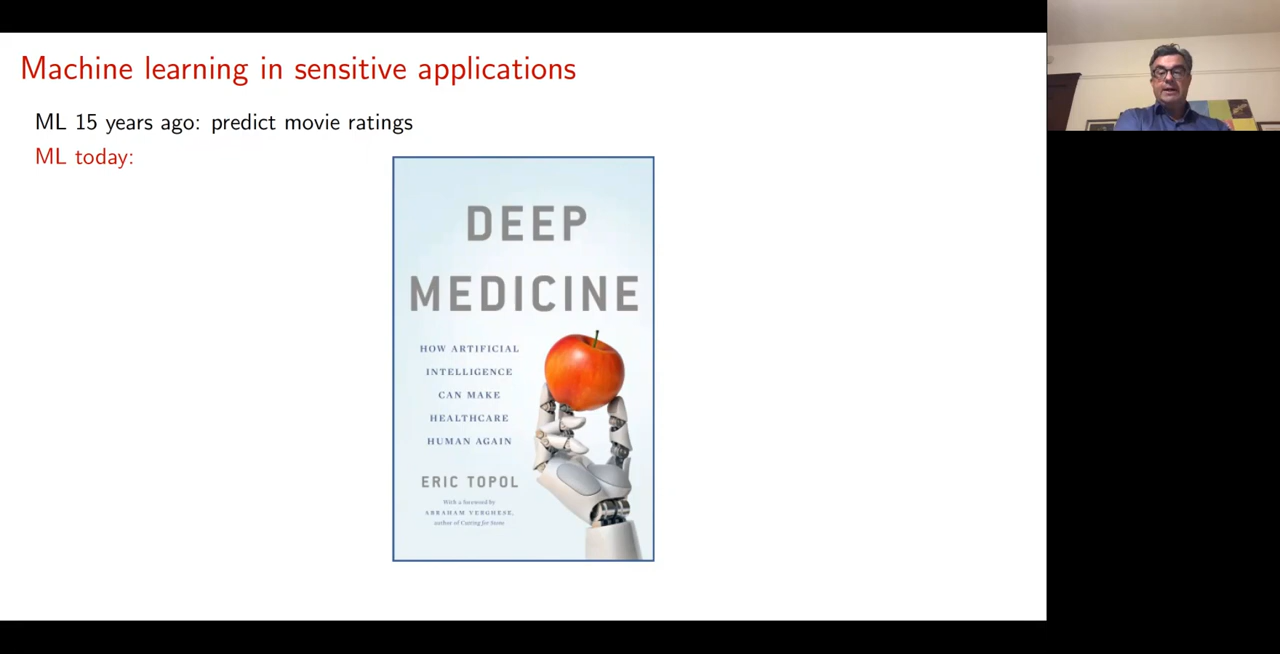 Machine learning in sensitive applications
ML 15 years ago: predict movie ratings
ML today:
DEEP
MEDICINE
HOW ARTIFICIAL
INTELLIGENCE
CAN MAKE
HEALTHCARE
HUMAN AGAIN
ERIC TOPOL
With a foreword by
ABRAHAM VERGHESE,
author of Cutting for Stone